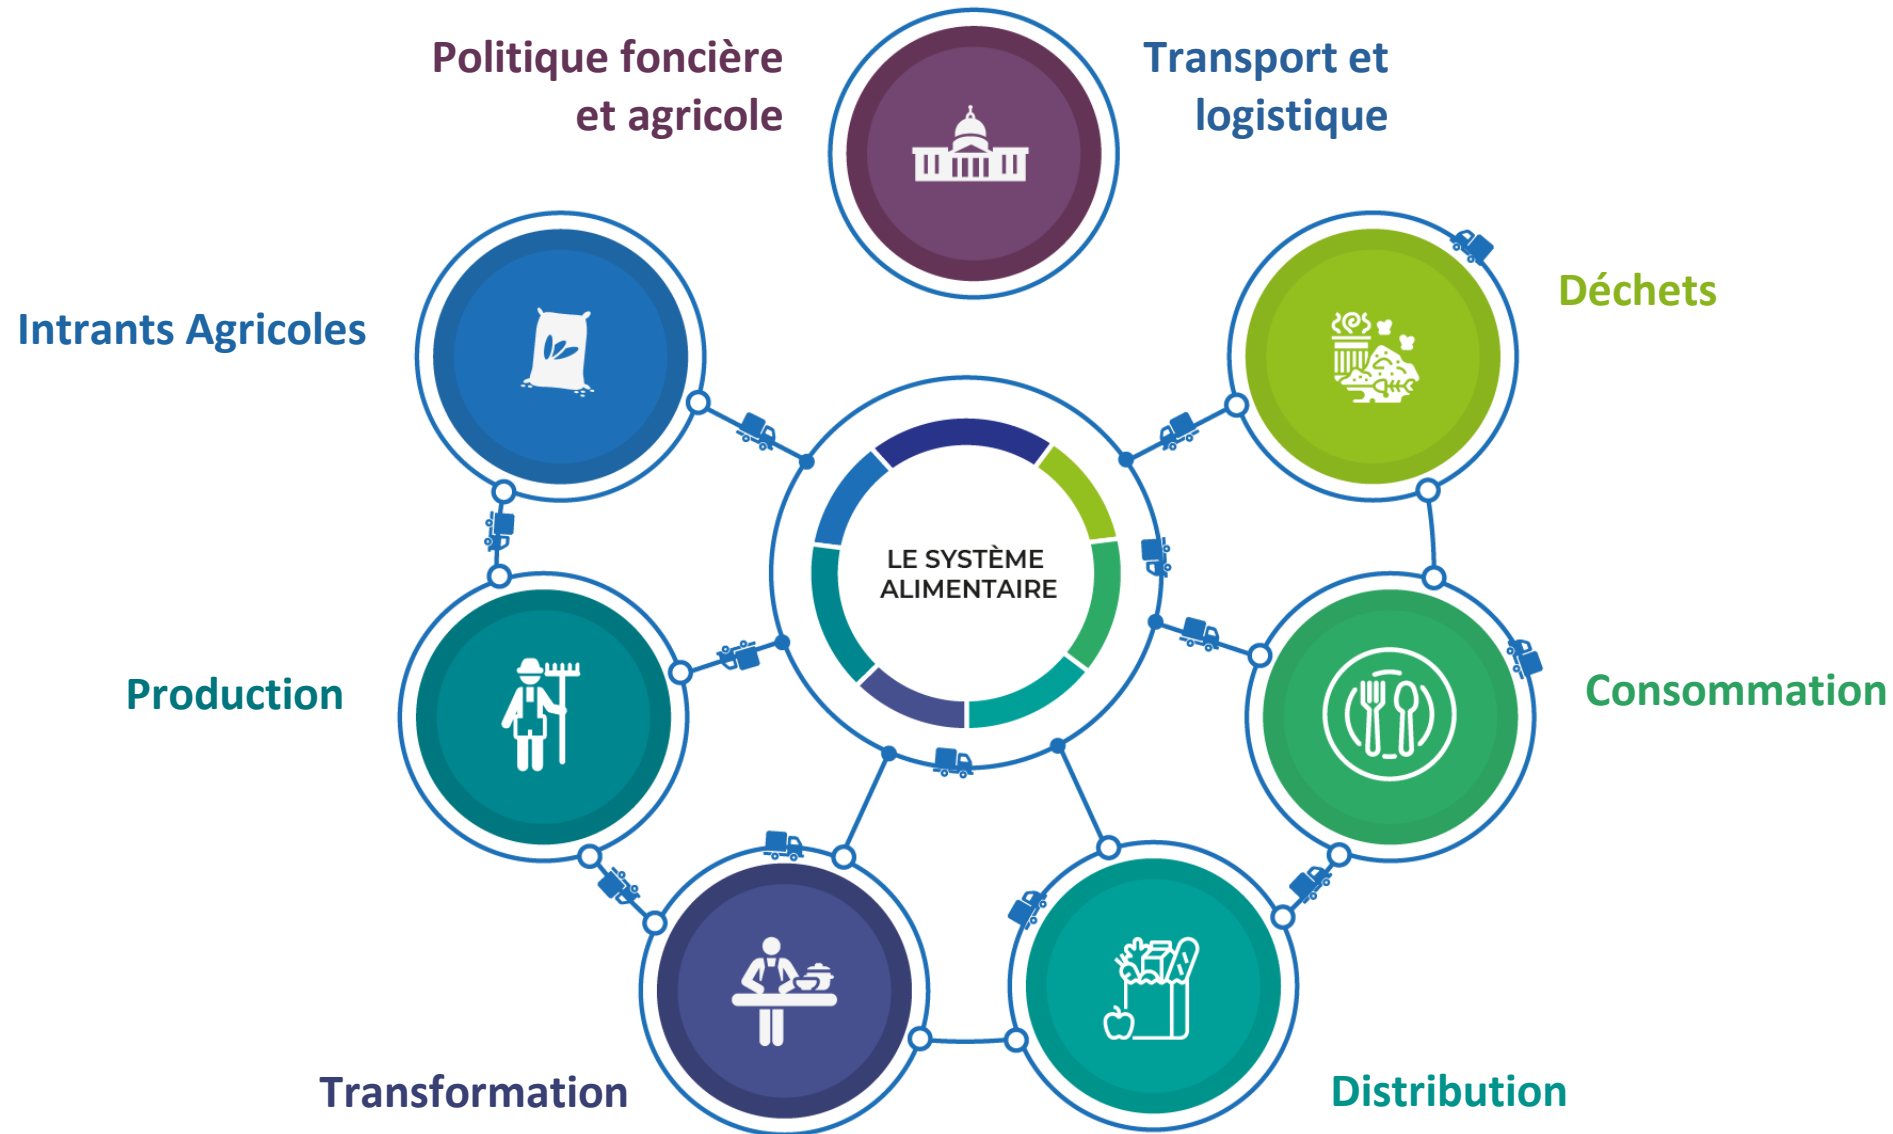 Politique foncière
et agricole
Transport et
logistique
Déchets
Intrants Agricoles
LE SYSTÈME
ALIMENTAIRE
Production
Consommation
Transformation
Distribution